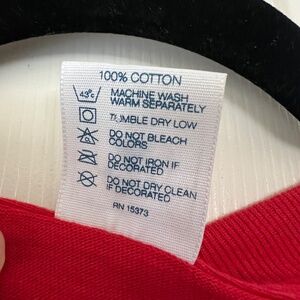 100% COTTON
MACHINE WASH
WARM SEPARATELY
TUMBLE DRY LOW
DO NOT BLEACH
COLORS
DO NOT IRON IF
DECORATED
DO NOT DRY CLEAN
IF DECORATED
RN 15373